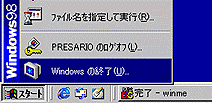 Windows98
ファイル名を指定して実行(R)...
PRESARIO のログオフ(L)...
Windows の終了(U)...
スタート
完了 - winme